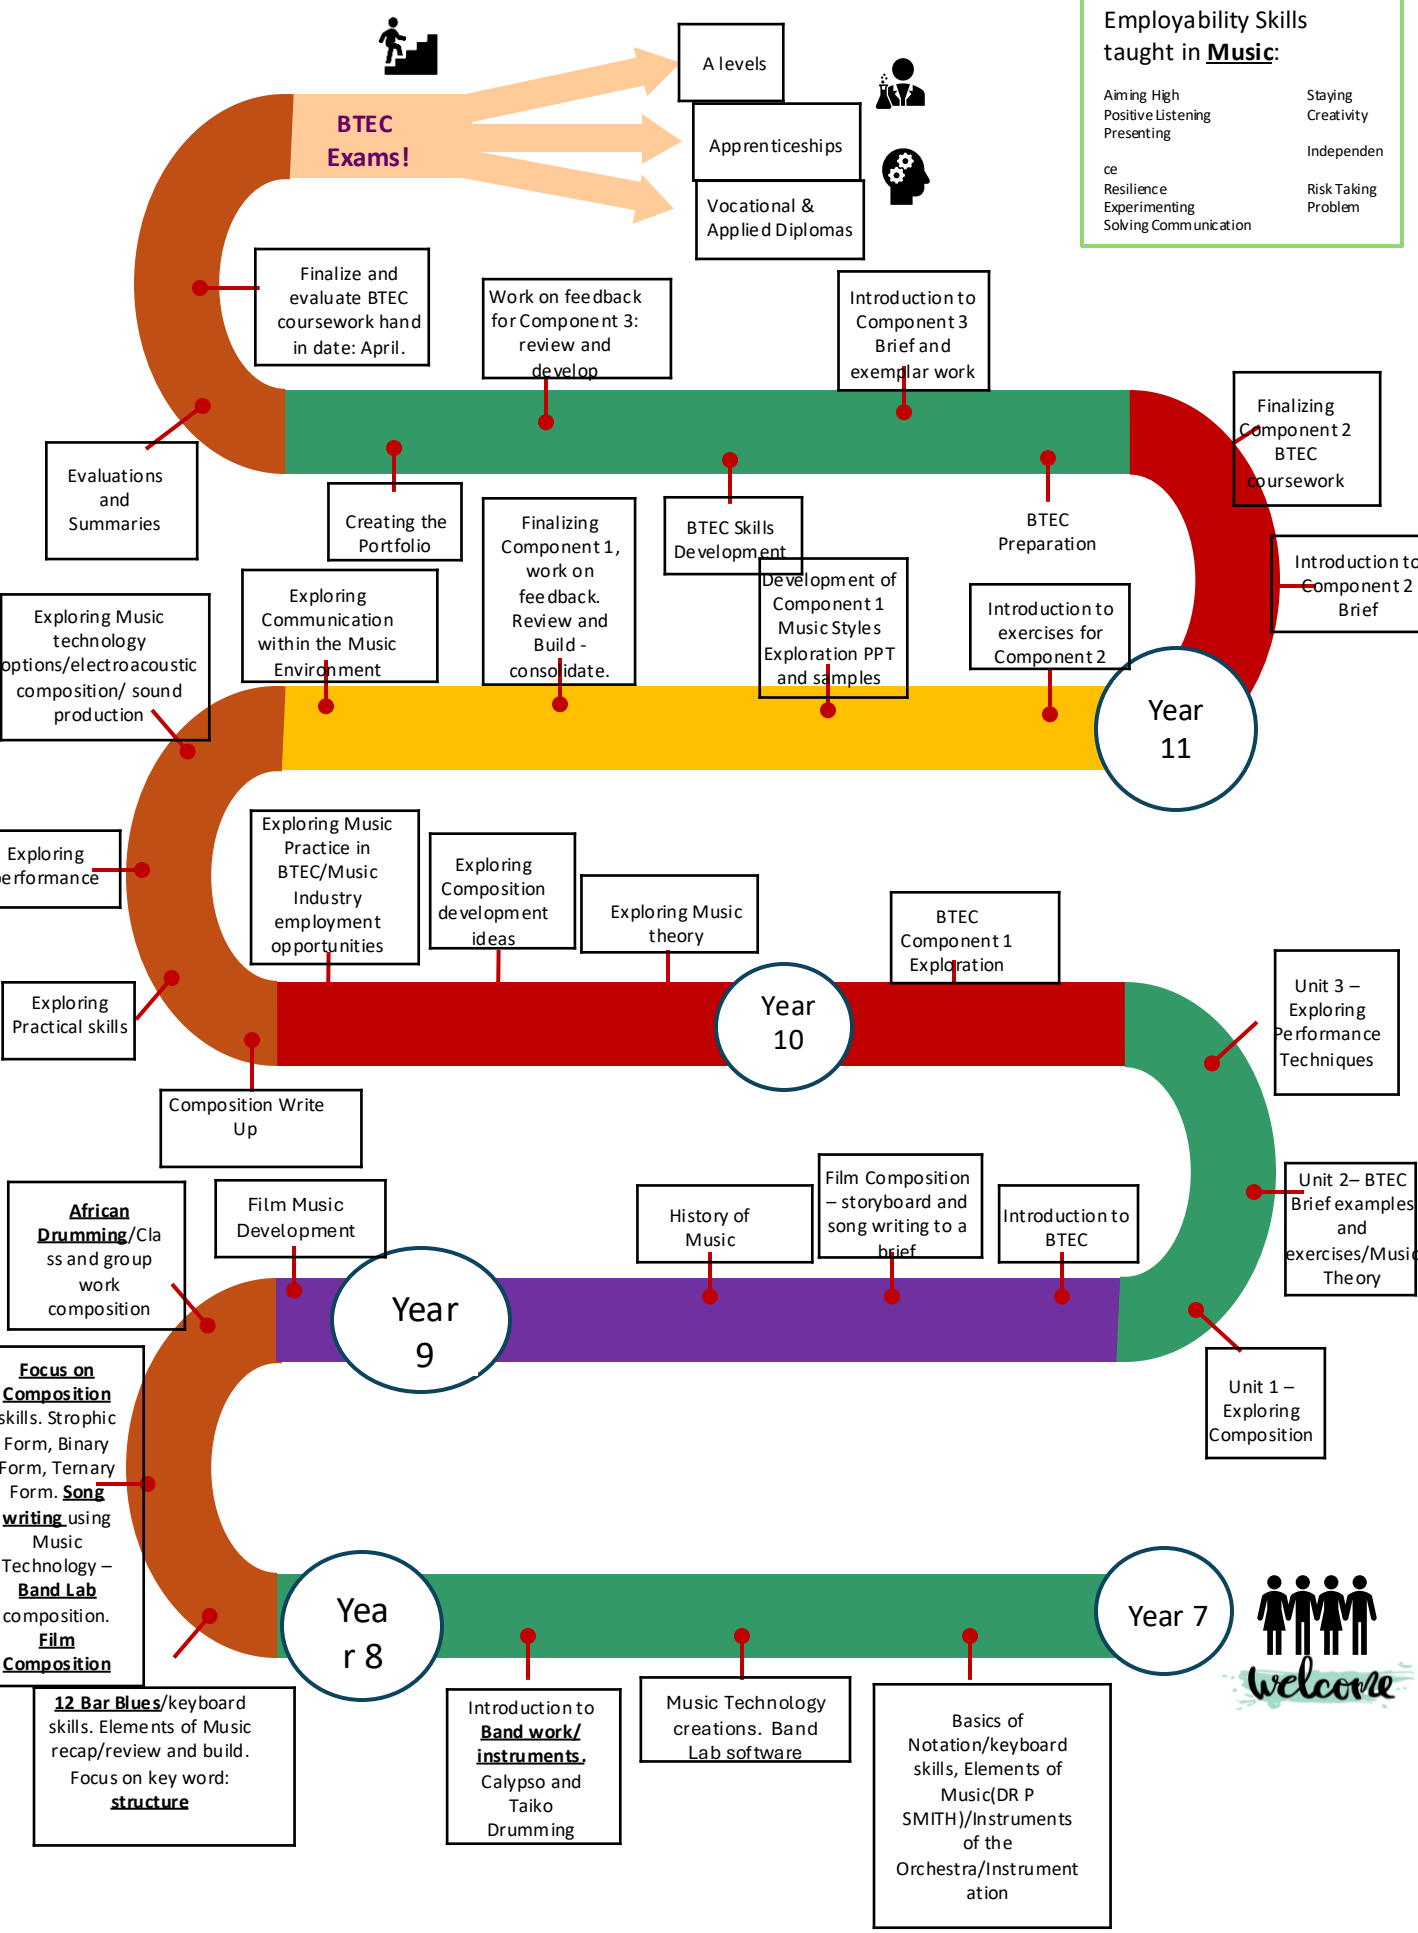 Employability Skills
taught in Music:
Aiming High Staying
Positive Listening Creativity
Presenting
Independen
ce
Resilience Risk Taking
Experimenting Problem
Solving Communication
BTEC
Exams!
A levels
Apprenticeships
Vocational &
Applied Diplomas
Finalize and
evaluate BTEC
coursework hand
in date: April.
Work on feedback
for Component 3:
review and
develop
Introduction to
Component 3
Brief and
exemplar work
Finalizing
Component 2
BTEC
coursework
Evaluations
and
Summaries
Creating the
Portfolio
BTEC Skills
Development
BTEC
Preparation
Introduction to
Component 2
Brief
Exploring Music
technology
options/electroacoustic
composition/ sound
production
Exploring
Communication
within the Music
Environment
Finalizing
Component 1,
work on
feedback.
Review and
Build -
consolidate.
Development of
Component 1
Music Styles
Exploration PPT
and samples
Introduction to
exercises for
Component 2
Year
11
Exploring
performance
Exploring Music
Practice in
BTEC/Music
Industry
employment
opportunities
Exploring
Composition
development
ideas
Exploring Music
theory
BTEC
Component 1
Exploration
Year
10
Unit 3 –
Exploring
Performance
Techniques
Exploring
Practical skills
Composition Write
Up
African
Drumming/Cla
ss and group
work
composition
Film Music
Development
History of
Music
Film Composition
– storyboard and
song writing to a
brief
Introduction to
BTEC
Unit 2– BTEC
Brief examples
and
exercises/Music
Theory
Year
9
Unit 1 –
Exploring
Composition
Focus on
Composition
skills. Strophic
Form, Binary
Form, Ternary
Form. Song
writing using
Music
Technology –
Band Lab
composition.
Film
Composition
Yea
r 8
Year 7
welcome
12 Bar Blues/keyboard
skills. Elements of Music
recap/review and build.
Focus on key word:
structure
Introduction to
Band work/
instruments.
Calypso and
Taiko
Drumming
Music Technology
creations. Band
Lab software
Basics of
Notation/keyboard
skills, Elements of
Music(DR P
SMITH)/Instruments
of the
Orchestra/Instrument
ation